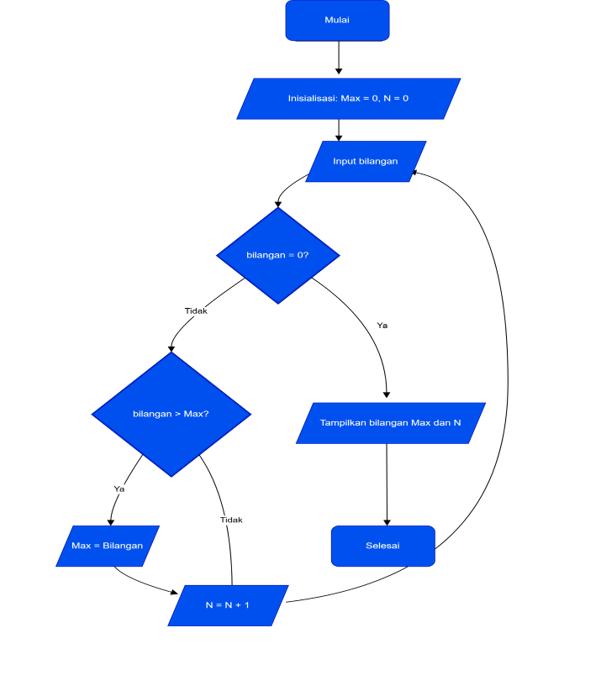 Mulai
Inisialisasi: Max = 0, N = 0
Input bilangan
bilangan = 0?
Tidak
Ya
bilangan > Max?
Tampilkan bilangan Max dan N
Ya
Tidak
Max = Bilangan
Selesai
N = N + 1